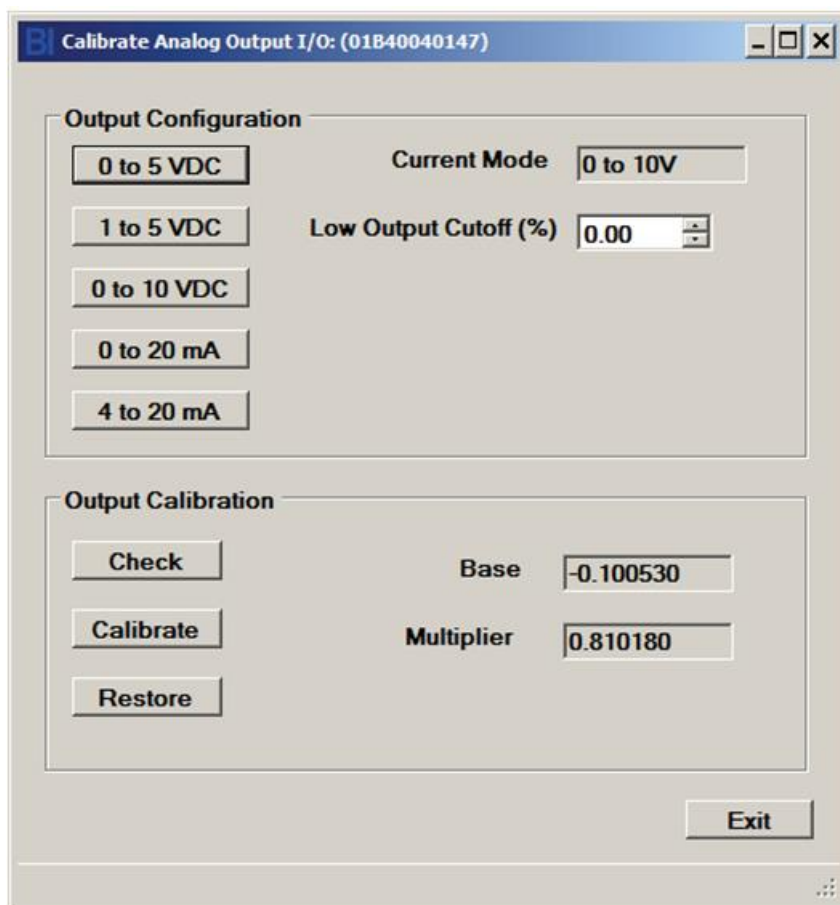 BI Calibrate Analog Output I/O: (01B40040147)
Output Configuration
0 to 5 VDC Current Mode 0 to 10V
1 to 5 VDC Low Output Cutoff (%) 0.00
0 to 10 VDC
0 to 20 mA
4 to 20 mA
Output Calibration
Check Base -0.100530
Calibrate Multiplier 0.810180
Restore
Exit